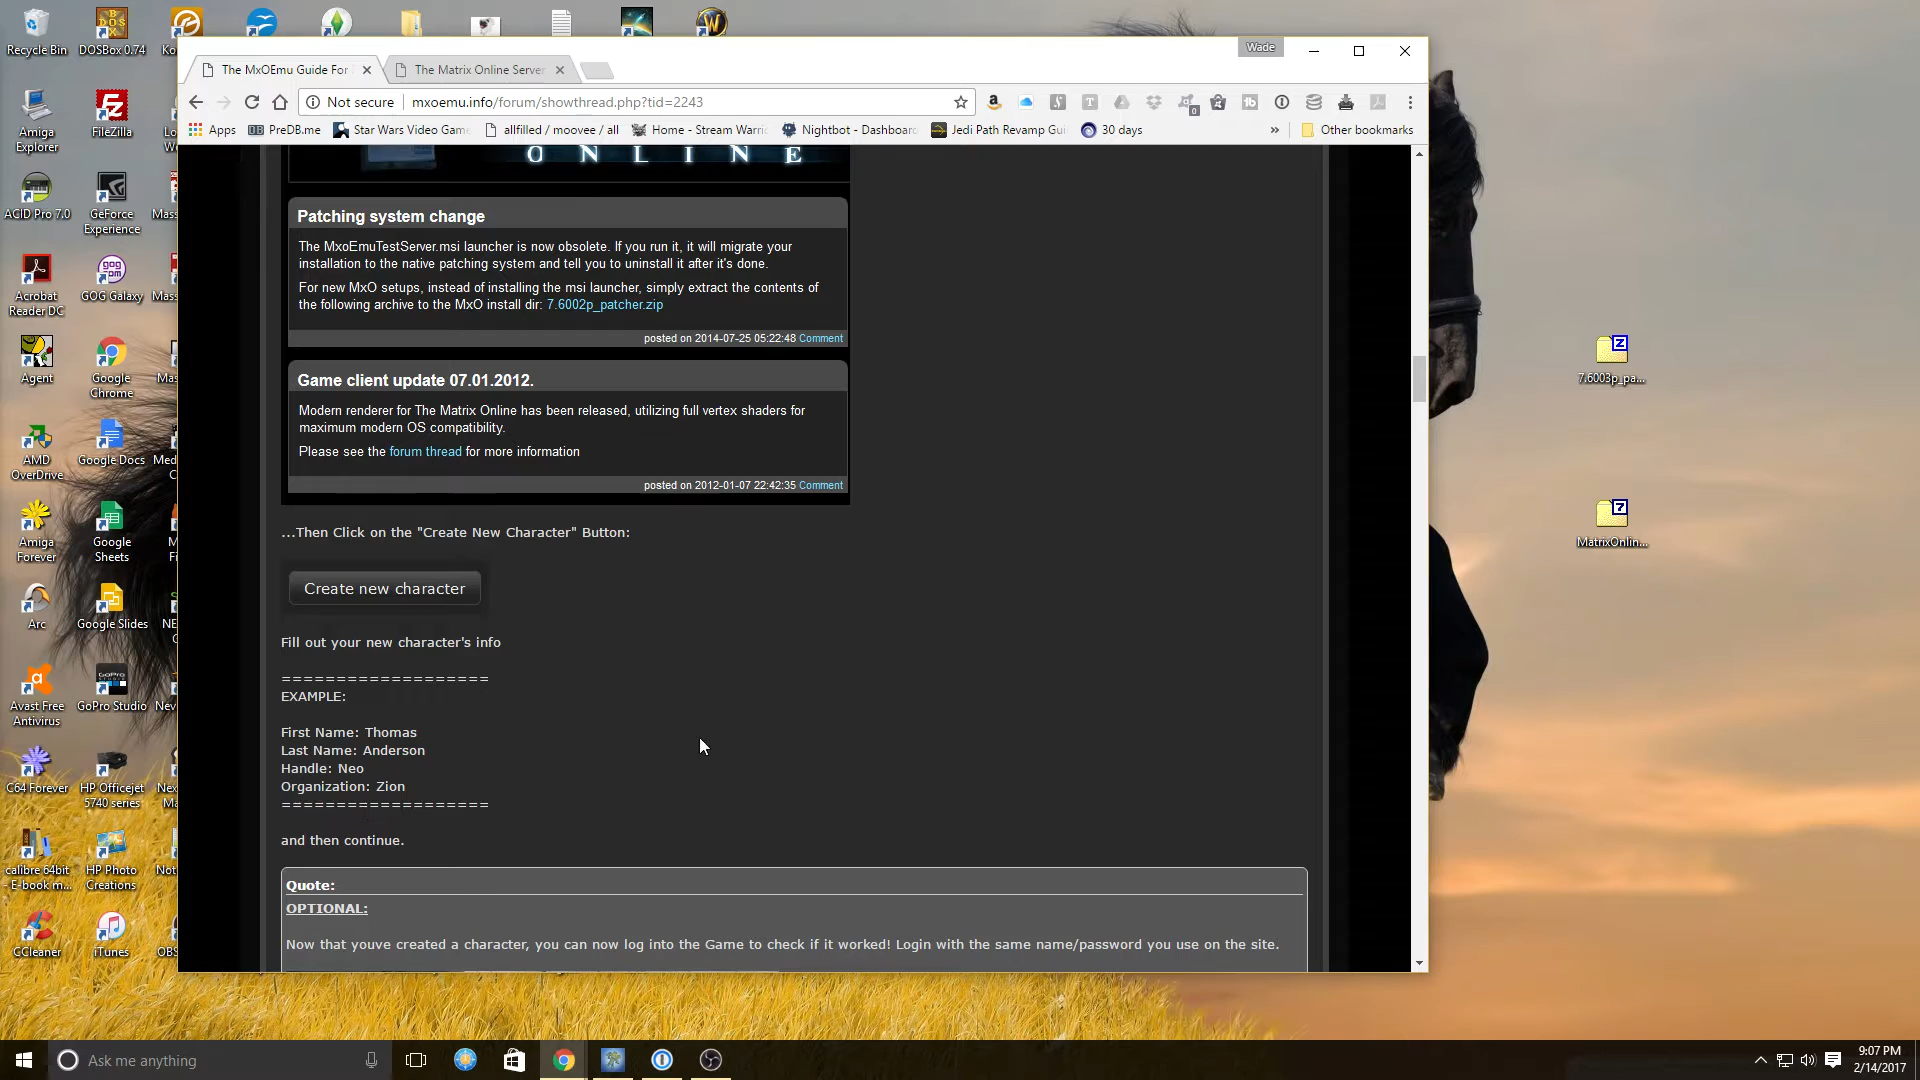 Recycle Bin
DOSBox 0.74
Wade
The MxOEmu Guide For
The Matrix Online Server
Not secure
mxoemu.info/forum/showthread.php?tid=2243
Apps
PreDB.me
Star Wars Video Game
allfilled / moovee / all
Home - Stream Warri
Nightbot - Dashboar
Jedi Path Revamp Gui
30 days
»
Other bookmarks
O N L I N E
Patching system change
The MxoEmuTestServer.msi launcher is now obsolete. If you run it, it will migrate your
installation to the native patching system and tell you to uninstall it after it's done.
For new MxO setups, instead of installing the msi launcher, simply extract the contents of
the following archive to the MxO install dir: 7.6002p_patcher.zip
posted on 2014-07-25 05:22:48 Comment
Game client update 07.01.2012.
Modern renderer for The Matrix Online has been released, utilizing full vertex shaders for
maximum modern OS compatibility.
Please see the forum thread for more information
posted on 2012-01-07 22:42:35 Comment
...Then Click on the "Create New Character" Button:
Create new character
Fill out your new character's info
===================
EXAMPLE:
First Name: Thomas
Last Name: Anderson
Handle: Neo
Organization: Zion
===================
and then continue.
Quote:
OPTIONAL:
Now that youve created a character, you can now log into the Game to check if it worked! Login with the same name/password you use on the site.
Amiga
Explorer
FileZilla
ACID Pro 7.0
GeForce
Experience
Acrobat
Reader DC
GOG Galaxy
Agent
Google
Chrome
AMD
OverDrive
Google Docs
Amiga
Forever
Google
Sheets
Arc
Google Slides
Avast Free
Antivirus
GoPro Studio
C64 Forever
HP Officejet
5740 series
calibre 64bit
- E-book m...
HP Photo
Creations
CCleaner
iTunes
7.6003p_pa...
MatrixOnlin...
Ask me anything
9:07 PM
2/14/2017